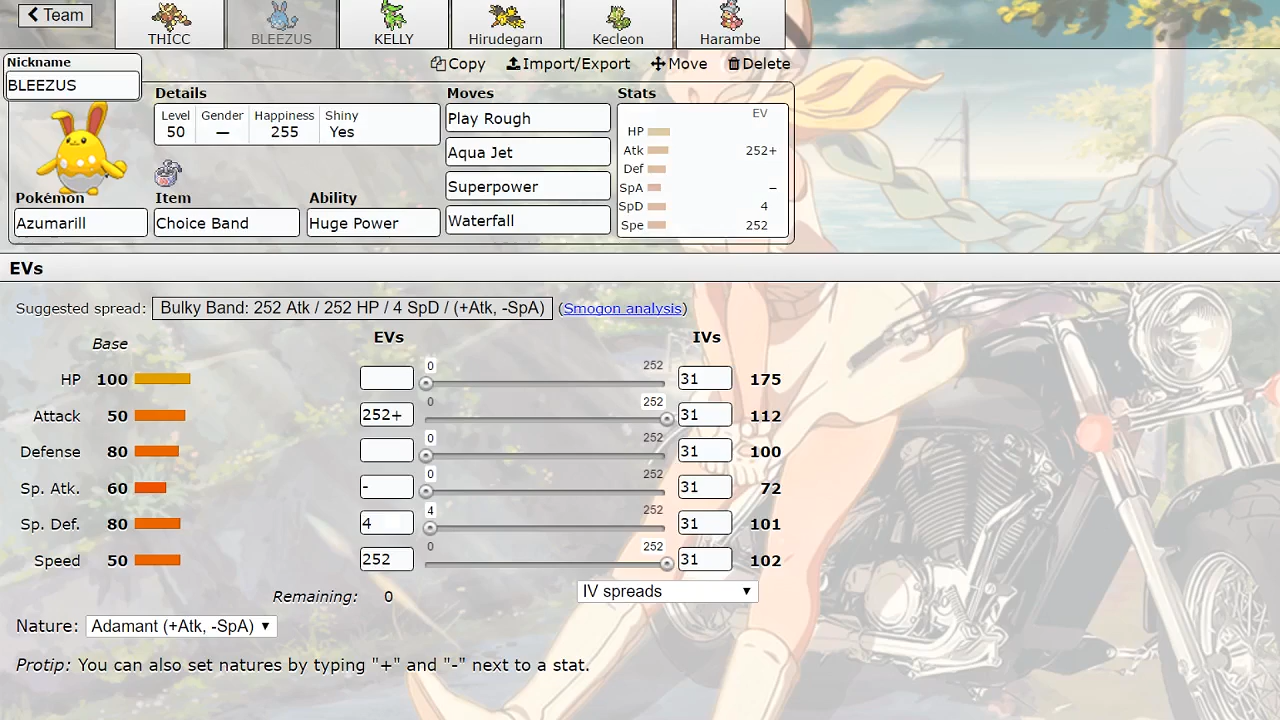 Team
THICC BLEEZUS KELLY Hirudegarn Kecleon Harambe
Nickname
BLEEZUS
Copy Import/Export Move Delete
Details Moves Stats
Level Gender Happiness Shiny
50 — 255 Yes
Play Rough
Aqua Jet
Superpower
Waterfall
EV
HP
Atk 252+
Def
SpA –
SpD 4
Spe 252
Pokémon Item Ability
Azumarill Choice Band Huge Power
EVs
Suggested spread: Bulky Band: 252 Atk / 252 HP / 4 SpD / (+Atk, -SpA) (Smogon analysis)
Base EVs IVs
0 252
HP 100 31 175
0 252
Attack 50 252+ 31 112
0 252
Defense 80 31 100
0 252
Sp. Atk. 60 - 31 72
4 252
Sp. Def. 80 4 31 101
0 252
Speed 50 252 31 102
Remaining: 0 IV spreads
Nature: Adamant (+Atk, -SpA)
Protip: You can also set natures by typing "+" and "-" next to a stat.